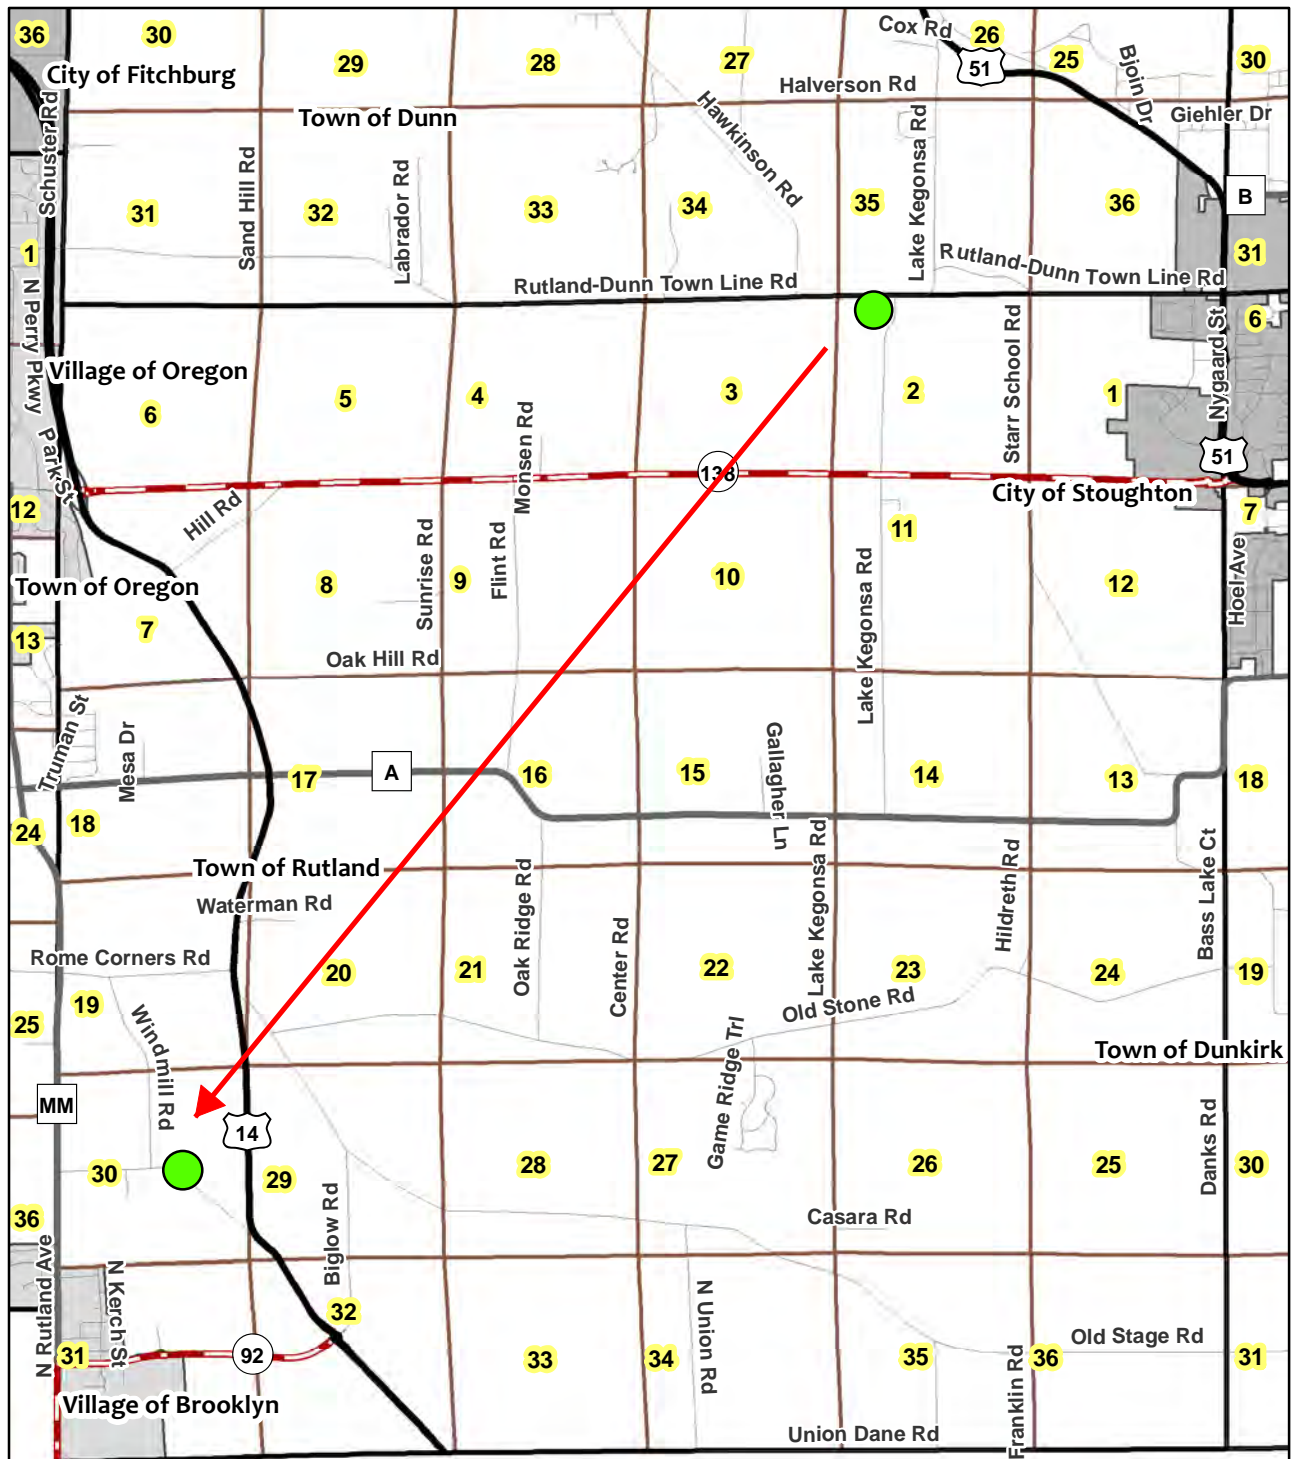 36
30
29
28
27
Cox Rd
26
51
25
Bjoin Dr
30
City of Fitchburg
Halverson Rd
Town of Dunn
Giehler Dr
Schuster Rd
Hawkinson Rd
Lake Kegonsa Rd
B
31
Sand Hill Rd
32
Labrador Rd
33
34
35
36
1
31
Rutland-Dunn Town Line Rd
Rutland-Dunn Town Line Rd
N Perry Pkwy
6
Village of Oregon
Starr School Rd
Nygaard St
6
5
4
3
2
1
Monsen Rd
Park St
138
51
City of Stoughton
12
Hill Rd
7
Sunrise Rd
Flint Rd
11
Town of Oregon
8
9
10
Lake Kegonsa Rd
12
Hoel Ave
13
7
Oak Hill Rd
Truman St
Mesa Dr
17
A
16
15
Gallagher Ln
14
13
18
24
18
Town of Rutland
Waterman Rd
Oak Ridge Rd
Lake Kegonsa Rd
Hildreth Rd
Bass Lake Ct
Rome Corners Rd
20
21
Center Rd
22
23
24
19
19
25
Windmill Rd
Old Stone Rd
Game Ridge Trl
Town of Dunkirk
MM
14
30
29
28
27
26
25
Danks Rd
30
36
Biglow Rd
Casara Rd
N Rutland Ave
N Kerch St
32
N Union Rd
Old Stage Rd
31
92
33
34
35
Franklin Rd
36
31
Village of Brooklyn
Union Dane Rd